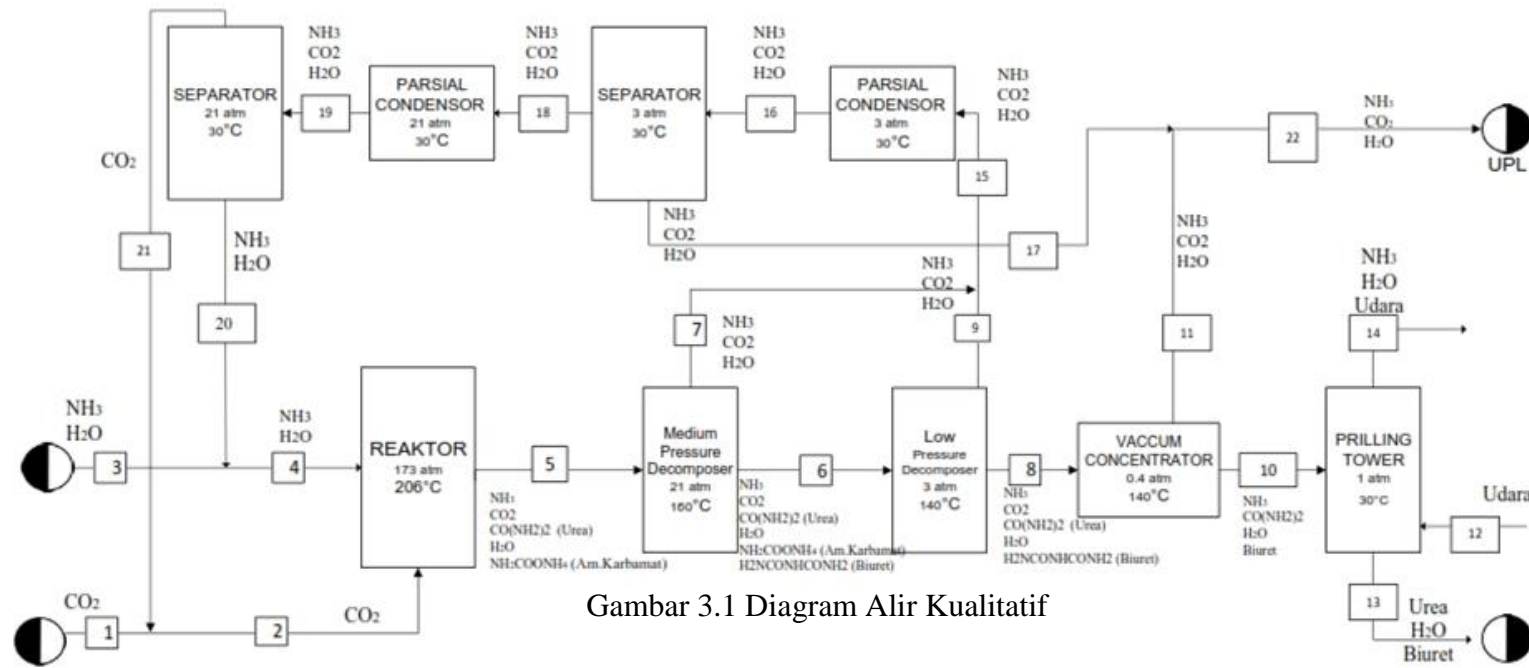 NH3
CO2
H2O
NH3
CO2
H2O
NH3
CO2
H2O
NH3
CO2
H2O
SEPARATOR
21 atm
30°C
19
PARSIAL
CONDENSOR
21 atm
30°C
18
SEPARATOR
3 atm
30°C
16
PARSIAL
CONDENSOR
3 atm
30°C
15
22
NH3
CO2
H2O
UPL
CO2
21
NH3
H2O
20
NH3
CO2
H2O
17
NH3
CO2
H2O
NH3
CO2
H2O
11
NH3
H2O
Udara
14
7
NH3
CO2
H2O
9
NH3
H2O
3
NH3
H2O
4
REAKTOR
173 atm
206°C
5
NH3
CO2
CO(NH2)2 (Urea)
H2O
NH2COONH4 (Am.Karbamat)
Medium
Pressure
Decomposer
21 atm
160°C
6
NH3
CO2
CO(NH2)2 (Urea)
H2O
NH2COONH4 (Am.Karbamat)
H2NCONHCONH2 (Biuret)
Low
Pressure
Decomposer
3 atm
140°C
8
NH3
CO2
CO(NH2)2 (Urea)
H2O
H2NCONHCONH2 (Biuret)
VACCUM
CONCENTRATOR
0.4 atm
140°C
10
NH3
CO(NH2)2
H2O
Biuret
PRILLING
TOWER
1 atm
30°C
Udara
12
13
Urea
H2O
Biuret
CO2
1
2
CO2
Gambar 3.1 Diagram Alir Kualitatif